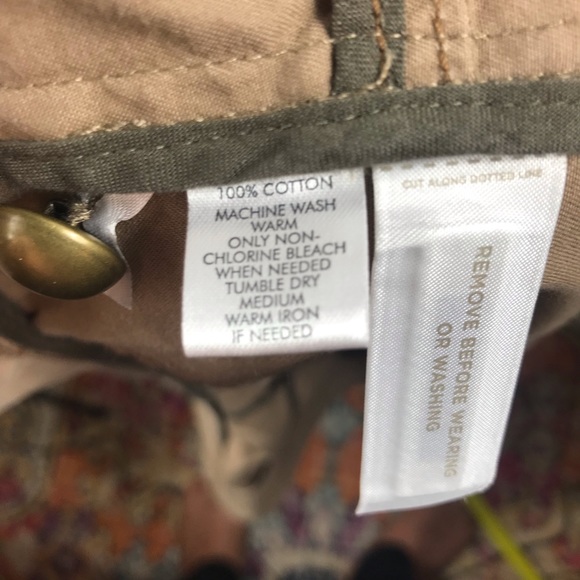 100% COTTON
MACHINE WASH
WARM
ONLY NON-
CHLORINE BLEACH
WHEN NEEDED
TUMBLE DRY
MEDIUM
WARM IRON
IF NEEDED
CUT ALONG DOTTED LINE
REMOVE BEFORE WEARING
OR WASHING